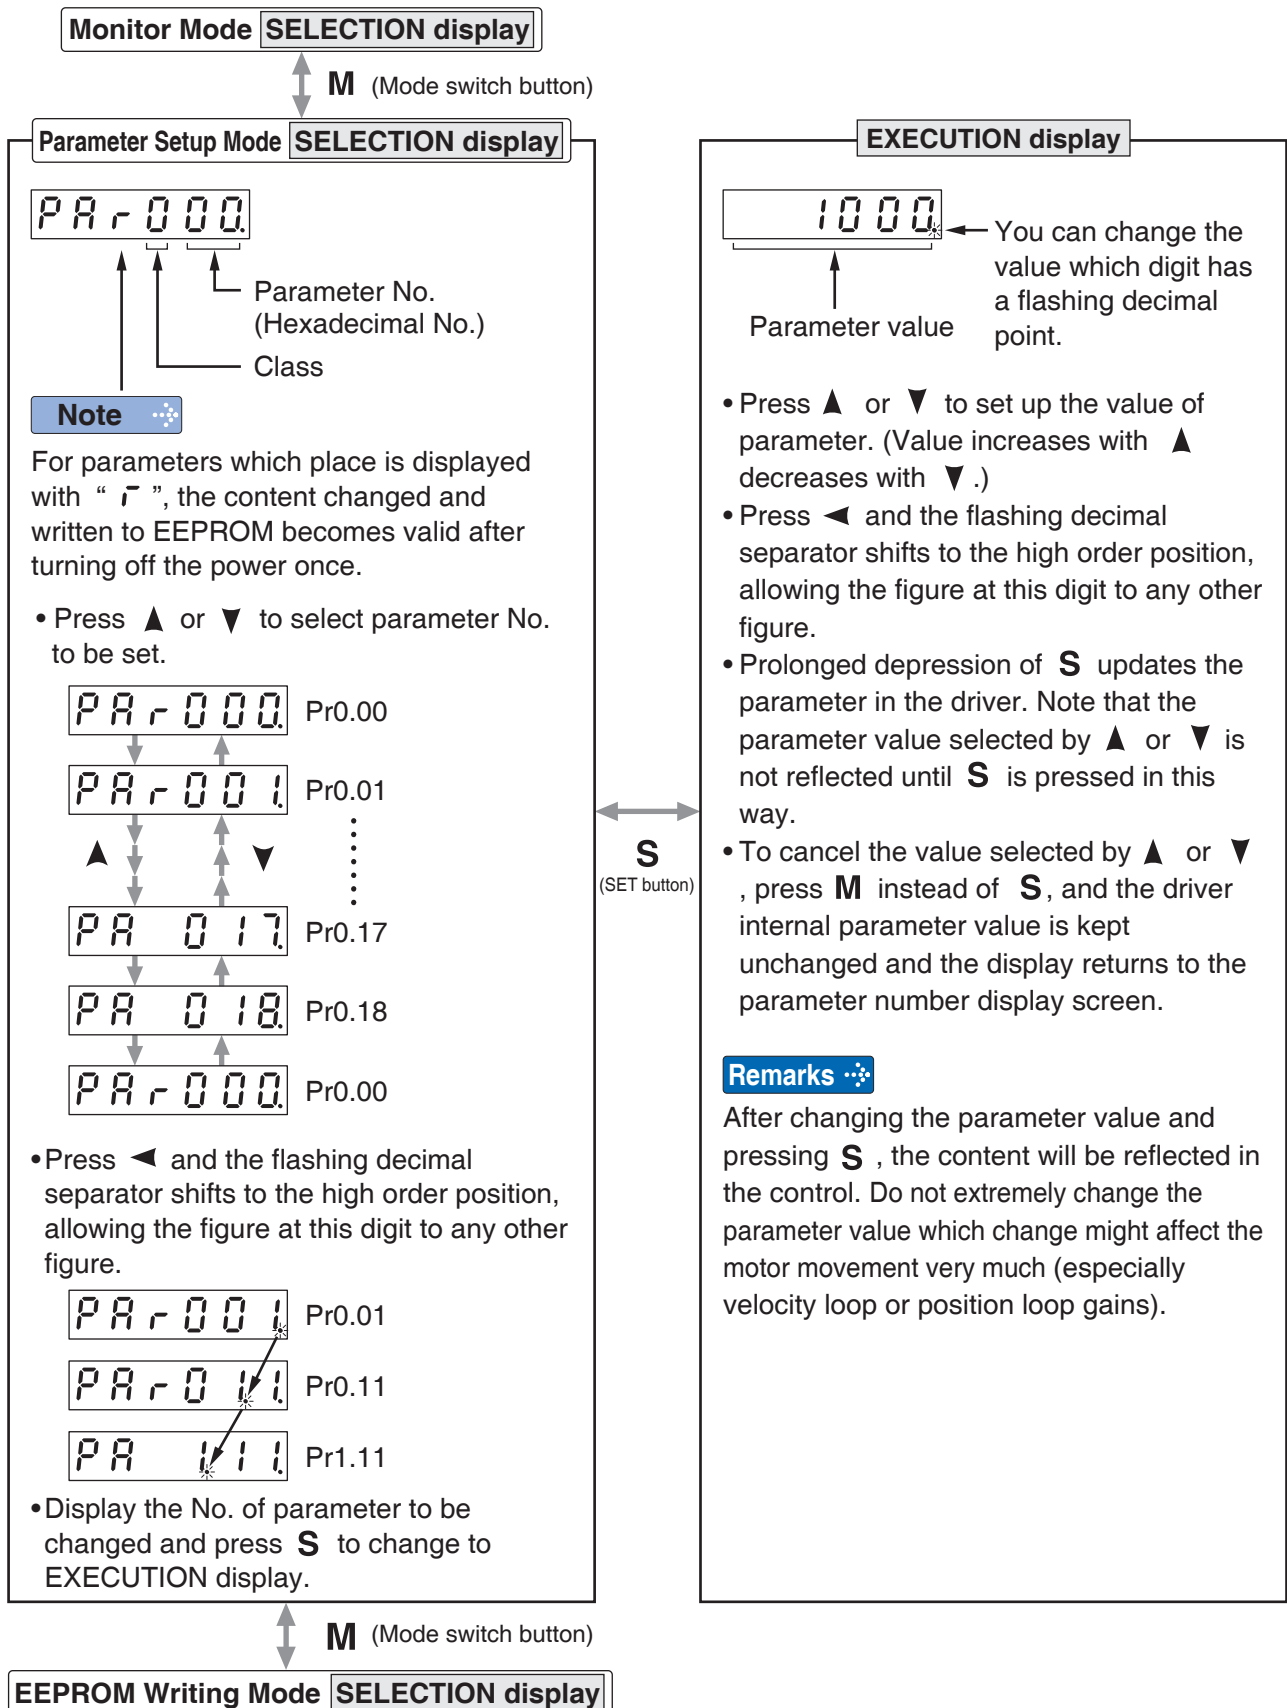 Monitor Mode SELECTION display
M (Mode switch button)
Parameter Setup Mode SELECTION display
PAr000.
Parameter No.
(Hexadecimal No.)
Class
Note
For parameters which place is displayed
with “ r ”, the content changed and
written to EEPROM becomes valid after
turning off the power once.
• Press ▲ or ▼ to select parameter No.
to be set.
PAr000. Pr0.00
PAr001. Pr0.01
▲ ▼
PA 017. Pr0.17
PA 018. Pr0.18
PAr000. Pr0.00
• Press ◀ and the flashing decimal
separator shifts to the high order position,
allowing the figure at this digit to any other
figure.
PAr001. Pr0.01
PAr01.1. Pr0.11
PA 1.11. Pr1.11
• Display the No. of parameter to be
changed and press S to change to
EXECUTION display.
S
(SET button)
EXECUTION display
1000.
You can change the
value which digit has
a flashing decimal
point.
Parameter value
• Press ▲ or ▼ to set up the value of
parameter. (Value increases with ▲
decreases with ▼ .)
• Press ◀ and the flashing decimal
separator shifts to the high order position,
allowing the figure at this digit to any other
figure.
• Prolonged depression of S updates the
parameter in the driver. Note that the
parameter value selected by ▲ or ▼ is
not reflected until S is pressed in this
way.
• To cancel the value selected by ▲ or ▼
, press M instead of S, and the driver
internal parameter value is kept
unchanged and the display returns to the
parameter number display screen.
Remarks
After changing the parameter value and
pressing S , the content will be reflected in
the control. Do not extremely change the
parameter value which change might affect the
motor movement very much (especially
velocity loop or position loop gains).
M (Mode switch button)
EEPROM Writing Mode SELECTION display